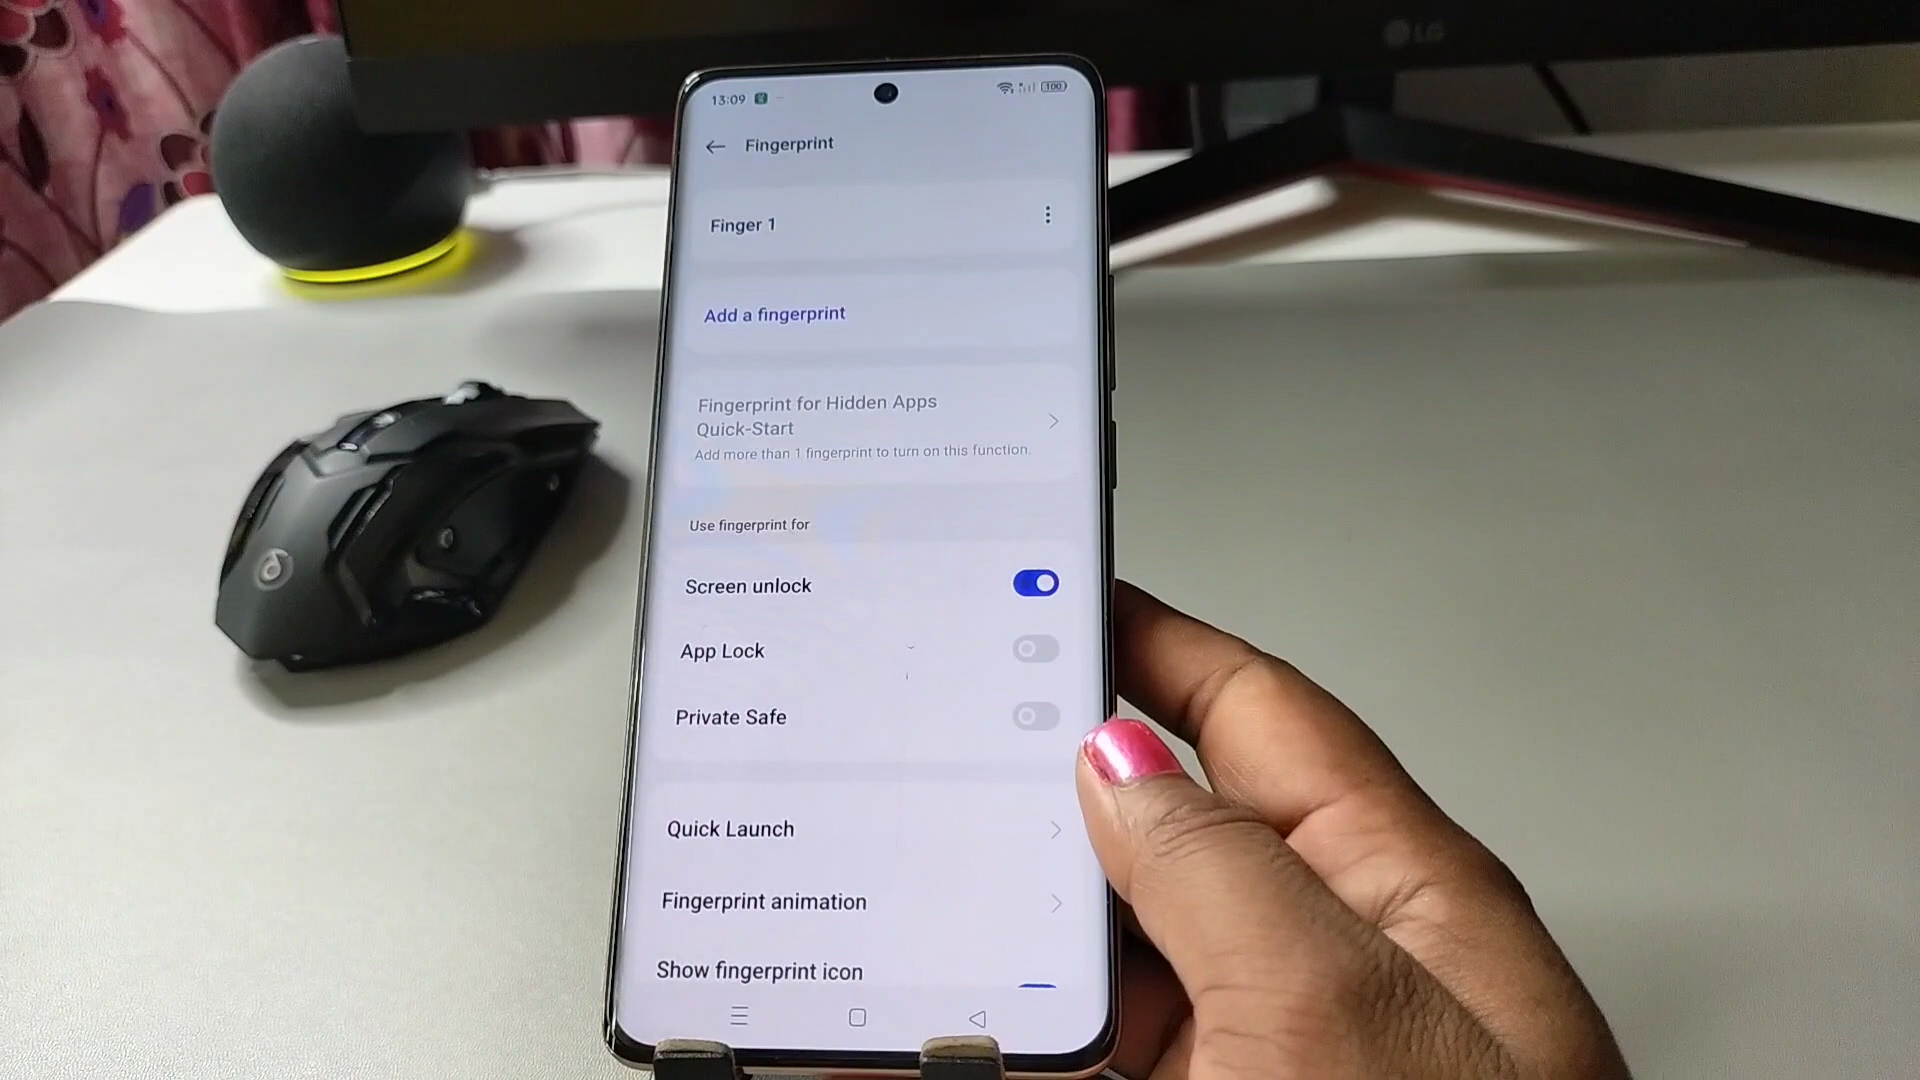 LG
13:09
100
Fingerprint
Finger 1
Add a fingerprint
Fingerprint for Hidden Apps
Quick-Start
Add more than 1 fingerprint to turn on this function.
Use fingerprint for
Screen unlock
App Lock
Private Safe
Quick Launch
Fingerprint animation
Show fingerprint icon